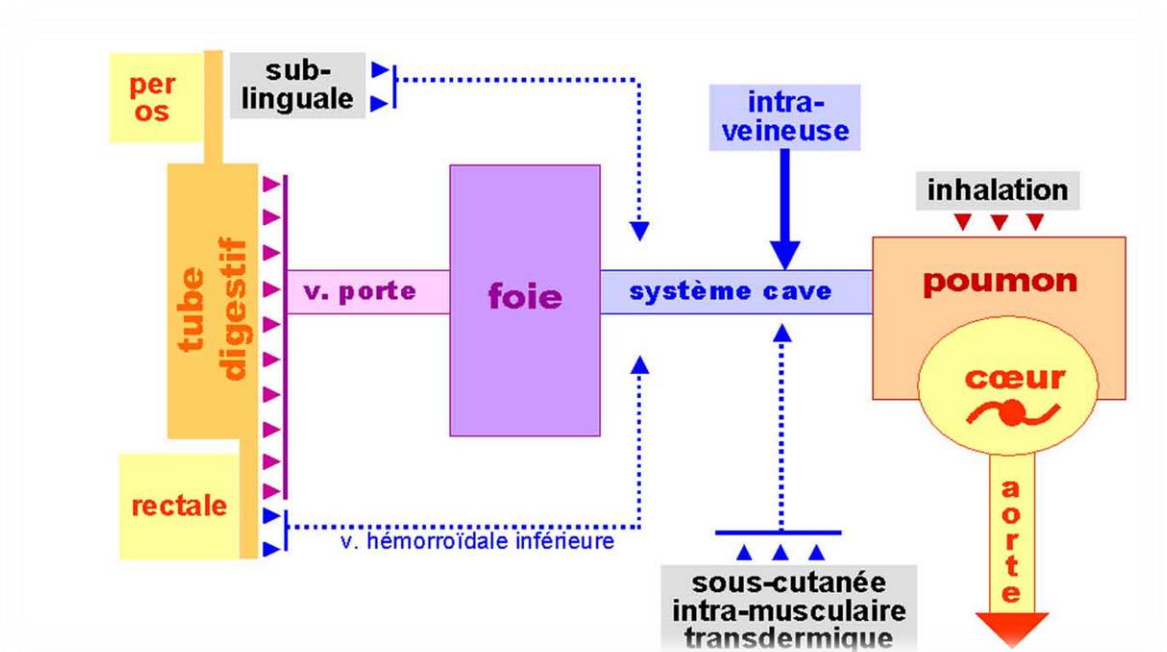 per
os
sub-
linguale
intra-
veineuse
inhalation
tube
digestif
v. porte
foie
système cave
poumon
cœur
rectale
v. hémorroïdale inférieure
aorte
sous-cutanée
intra-musculaire
transdermique